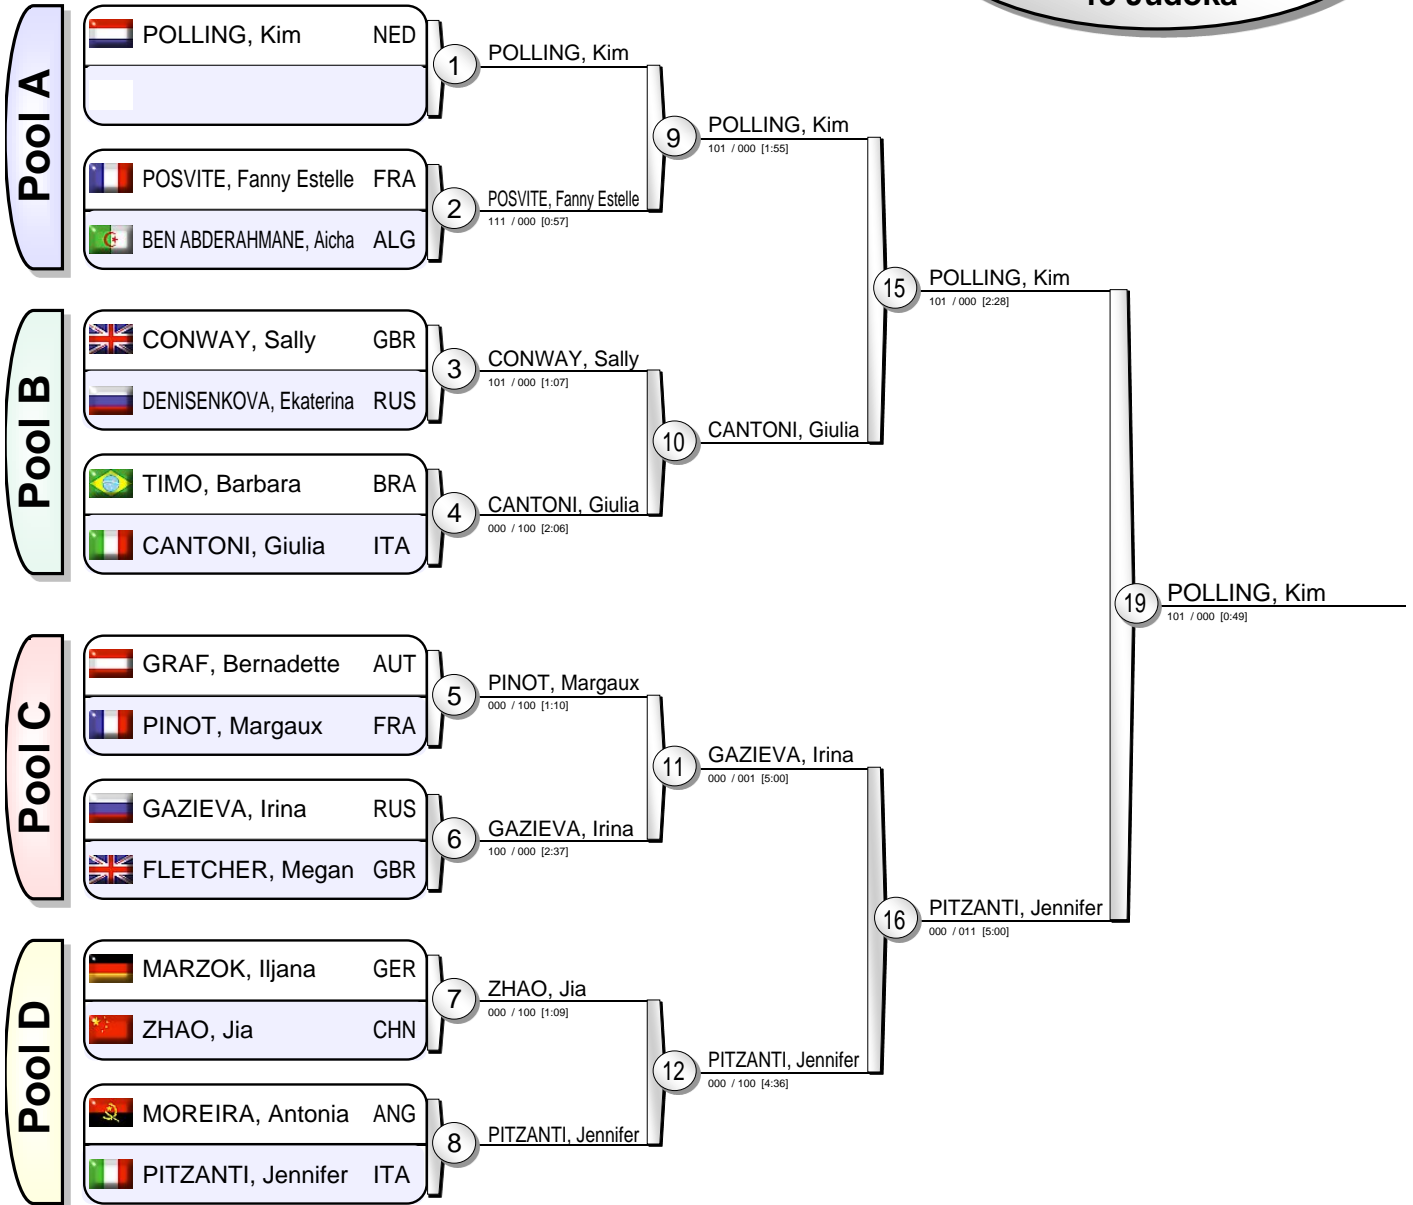 Pool A
POLLING, Kim NED
POSVITE, Fanny Estelle FRA
BEN ABDERAHMANE, Aicha ALG
Pool B
CONWAY, Sally GBR
DENISENKOVA, Ekaterina RUS
TIMO, Barbara BRA
CANTONI, Giulia ITA
Pool C
GRAF, Bernadette AUT
PINOT, Margaux FRA
GAZIEVA, Irina RUS
FLETCHER, Megan GBR
Pool D
MARZOK, Iljana GER
ZHAO, Jia CHN
MOREIRA, Antonia ANG
PITZANTI, Jennifer ITA
1
POLLING, Kim
2
POSVITE, Fanny Estelle
111 / 000 [0:57]
3
CONWAY, Sally
101 / 000 [1:07]
4
CANTONI, Giulia
000 / 100 [2:06]
5
PINOT, Margaux
000 / 100 [1:10]
6
GAZIEVA, Irina
100 / 000 [2:37]
7
ZHAO, Jia
000 / 100 [1:09]
8
PITZANTI, Jennifer
9
POLLING, Kim
101 / 000 [1:55]
10
CANTONI, Giulia
11
GAZIEVA, Irina
000 / 001 [5:00]
12
PITZANTI, Jennifer
000 / 100 [4:36]
15
POLLING, Kim
101 / 000 [2:28]
16
PITZANTI, Jennifer
000 / 011 [5:00]
19
POLLING, Kim
101 / 000 [0:49]